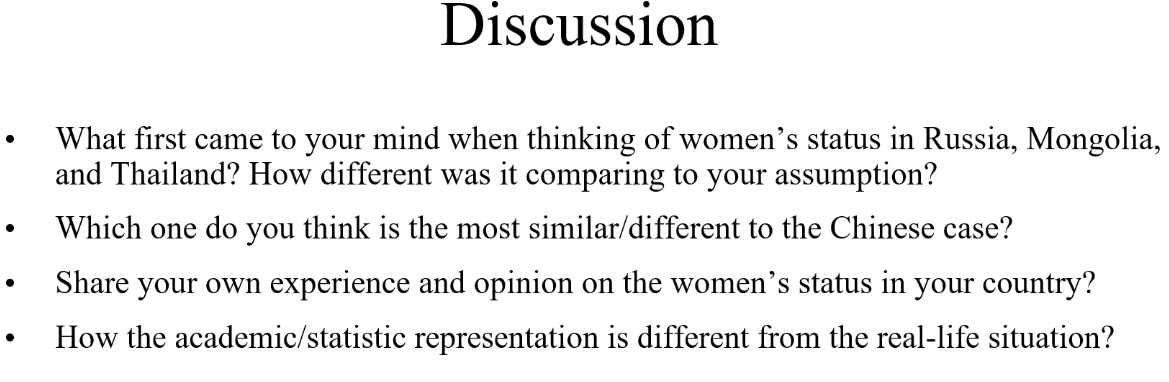 Discussion
• What first came to your mind when thinking of women’s status in Russia, Mongolia,
and Thailand? How different was it comparing to your assumption?
• Which one do you think is the most similar/different to the Chinese case?
• Share your own experience and opinion on the women’s status in your country?
• How the academic/statistic representation is different from the real-life situation?